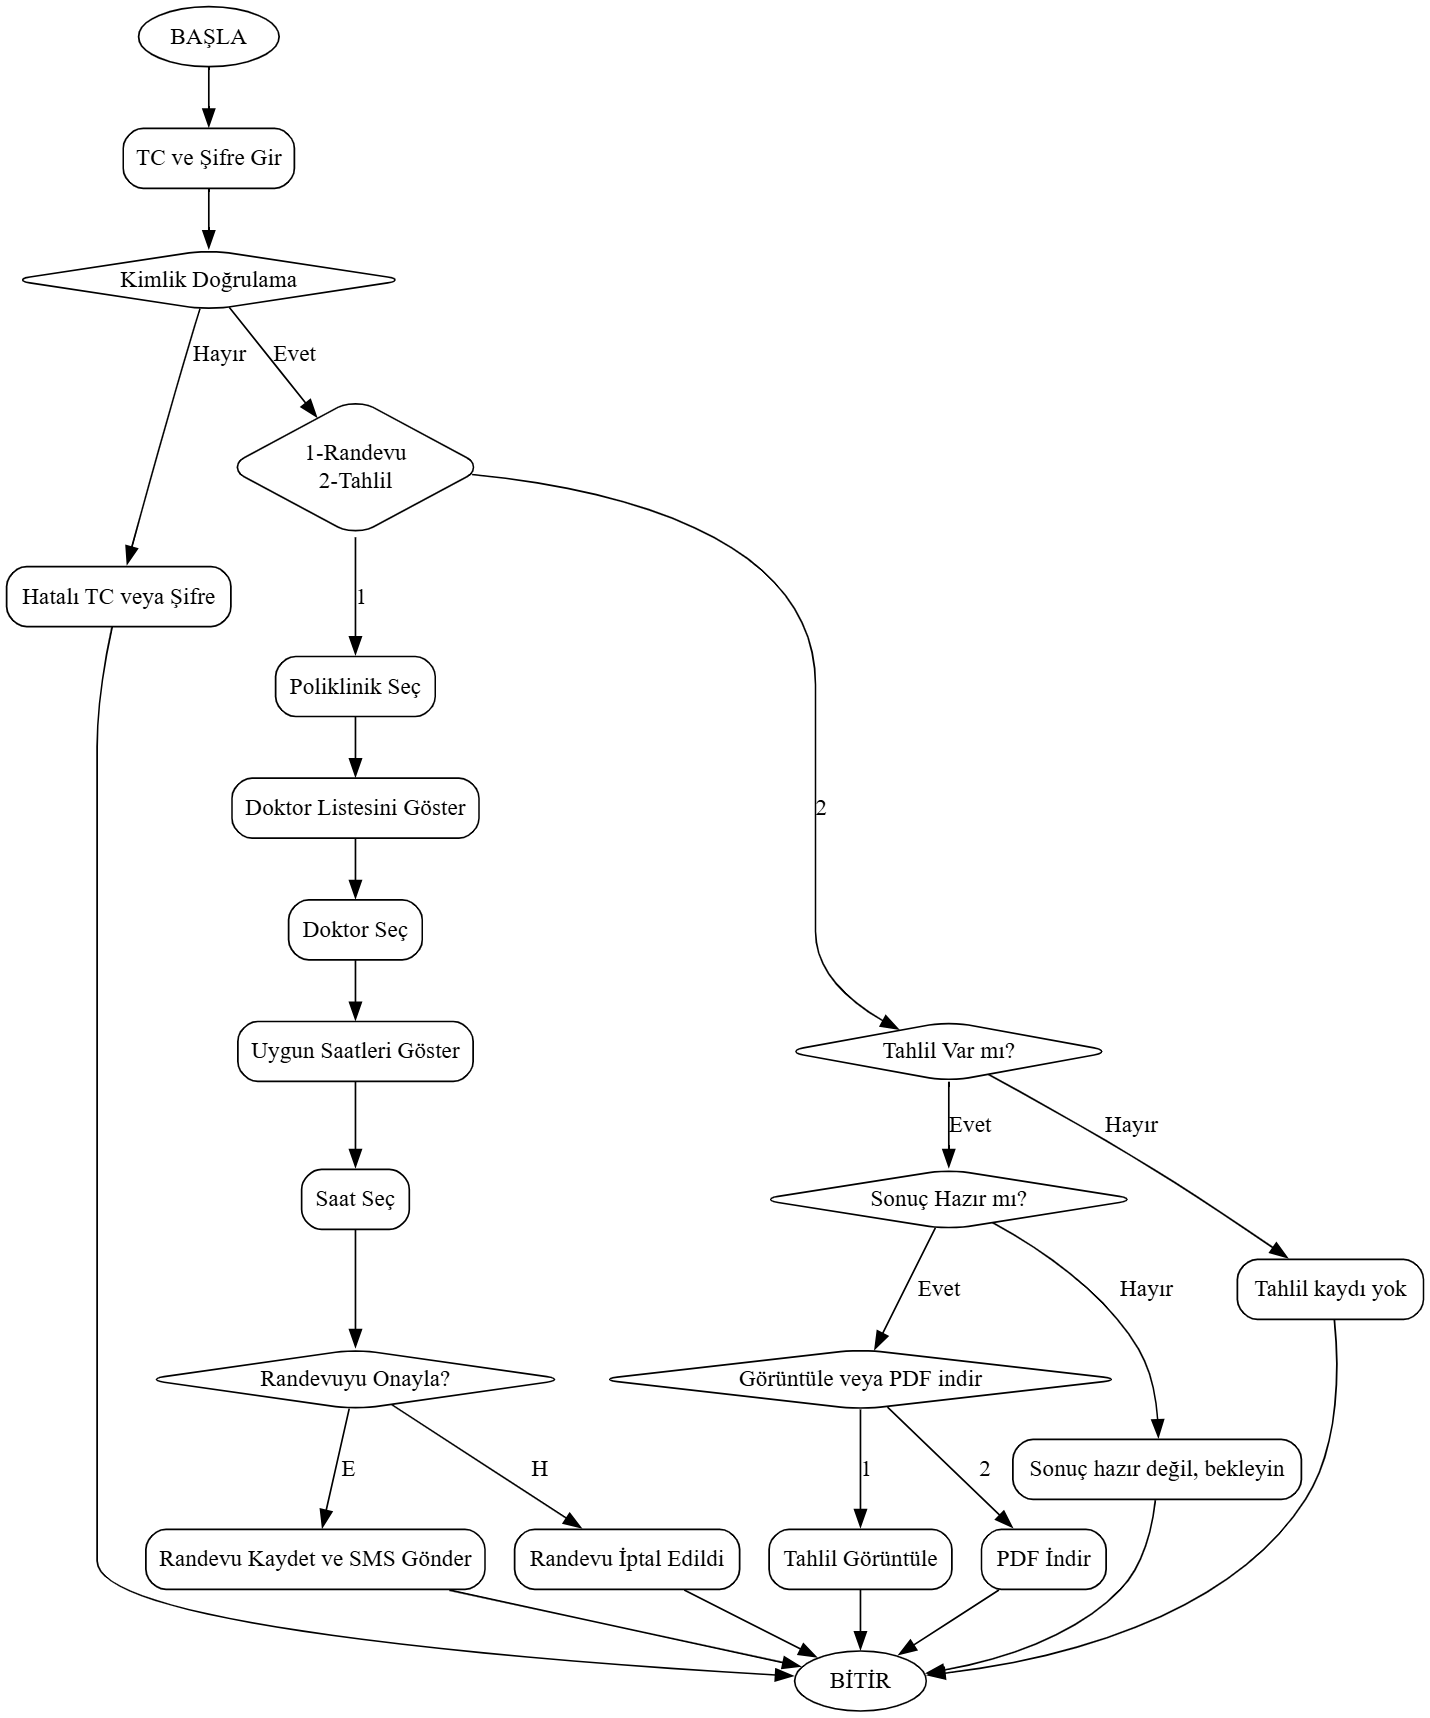 BAŞLA
TC ve Şifre Gir
Kimlik Doğrulama
Hayır
Evet
1-Randevu
2-Tahlil
Hatalı TC veya Şifre
1
Poliklinik Seç
Doktor Listesini Göster
2
Doktor Seç
Uygun Saatleri Göster
Tahlil Var mı?
Evet
Hayır
Saat Seç
Sonuç Hazır mı?
Evet
Hayır
Tahlil kaydı yok
Randevuyu Onayla?
Görüntüle veya PDF indir
E
H
1
2
Sonuç hazır değil, bekleyin
Randevu Kaydet ve SMS Gönder
Randevu İptal Edildi
Tahlil Görüntüle
PDF İndir
BİTİR